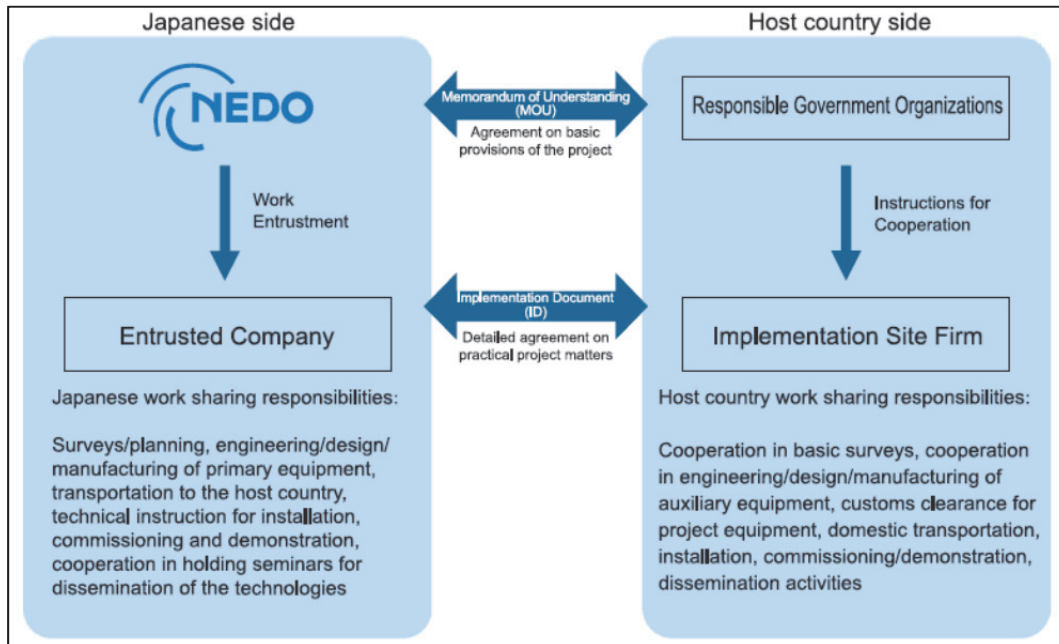 Japanese side
Host country side
NEDO
Memorandum of Understanding
(MOU)
Agreement on basic
provisions of the project
Responsible Government Organizations
Work
Entrustment
Instructions for
Cooperation
Entrusted Company
Implementation Document
(ID)
Detailed agreement on
practical project matters
Implementation Site Firm
Japanese work sharing responsibilities:
Surveys/planning, engineering/design/
manufacturing of primary equipment,
transportation to the host country,
technical instruction for installation,
commissioning and demonstration,
cooperation in holding seminars for
dissemination of the technologies
Host country work sharing responsibilities:
Cooperation in basic surveys, cooperation
in engineering/design/manufacturing of
auxiliary equipment, customs clearance for
project equipment, domestic transportation,
installation, commissioning/demonstration,
dissemination activities